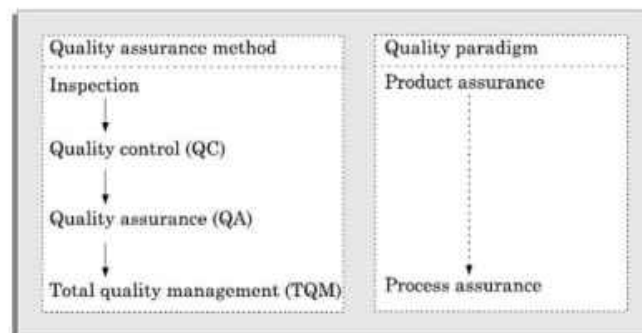 Quality assurance method
Inspection
Quality control (QC)
Quality assurance (QA)
Total quality management (TQM)
Quality paradigm
Product assurance
Process assurance